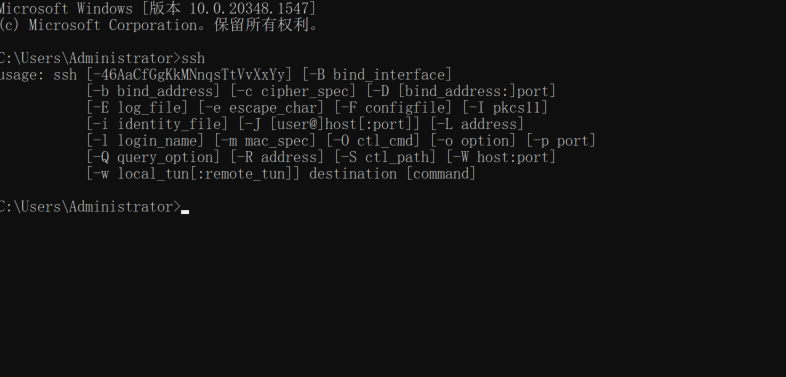 Microsoft Windows [版本 10.0.20348.1547]
(c) Microsoft Corporation。保留所有权利。
C:\Users\Administrator>ssh
usage: ssh [-46AaCfGgKkMNnqsTtVvXxYy] [-B bind_interface]
[-b bind_address] [-c cipher_spec] [-D [bind_address:]port]
[-E log_file] [-e escape_char] [-F configfile] [-I pkcs11]
[-i identity_file] [-J [user@]host[:port]] [-L address]
[-l login_name] [-m mac_spec] [-O ctl_cmd] [-o option] [-p port]
[-Q query_option] [-R address] [-S ctl_path] [-W host:port]
[-w local_tun[:remote_tun]] destination [command]
C:\Users\Administrator>